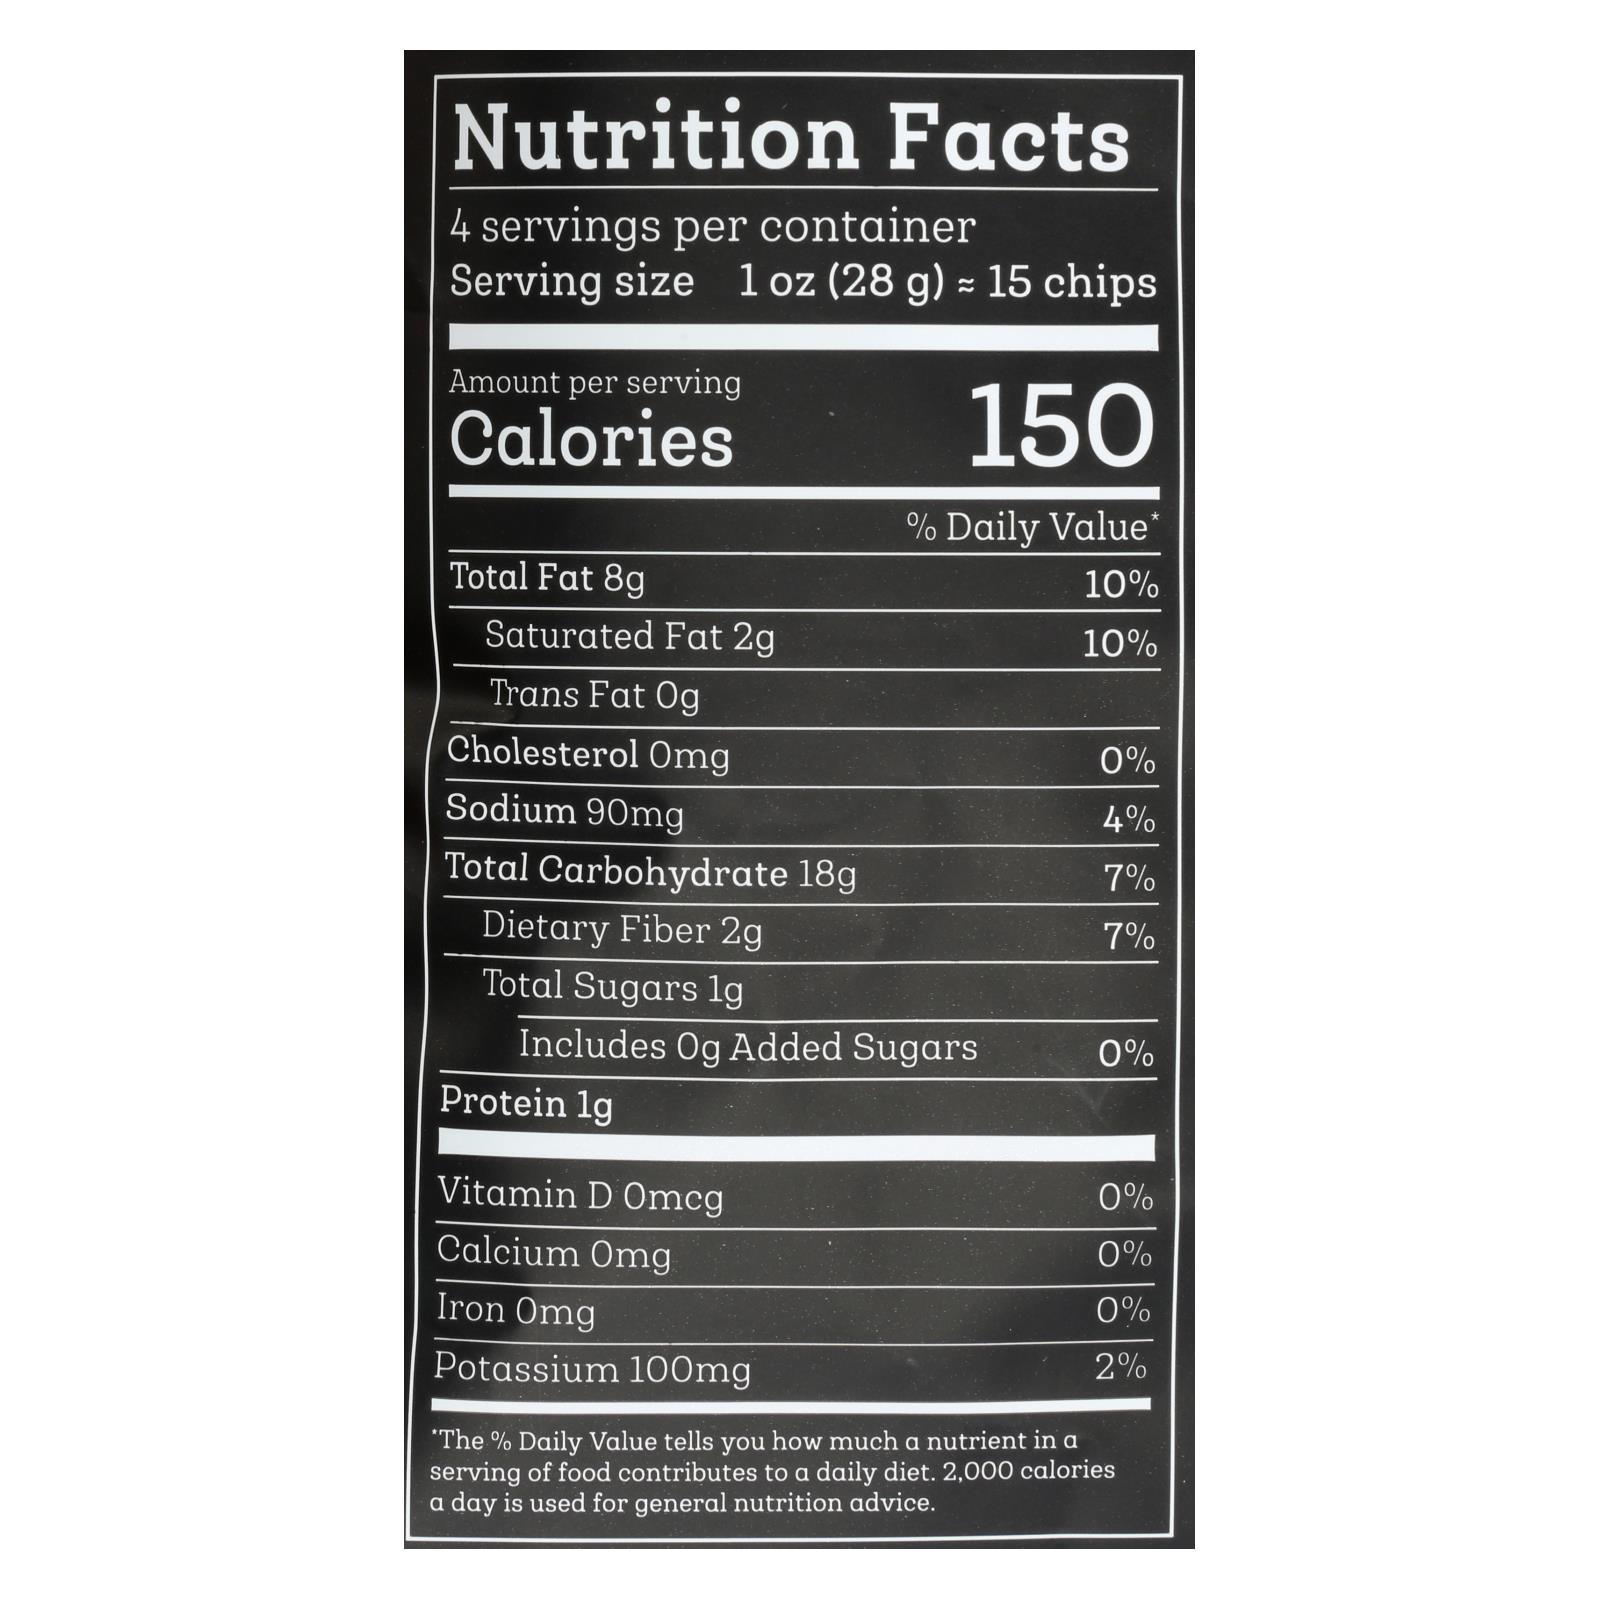 Nutrition Facts
4 servings per container
Serving size 1 oz (28 g) ≈ 15 chips
Amount per serving
Calories 150
% Daily Value*
Total Fat 8g 10%
Saturated Fat 2g 10%
Trans Fat 0g
Cholesterol 0mg 0%
Sodium 90mg 4%
Total Carbohydrate 18g 7%
Dietary Fiber 2g 7%
Total Sugars 1g
Includes 0g Added Sugars 0%
Protein 1g
Vitamin D 0mcg 0%
Calcium 0mg 0%
Iron 0mg 0%
Potassium 100mg 2%
*The % Daily Value tells you how much a nutrient in a
serving of food contributes to a daily diet. 2,000 calories
a day is used for general nutrition advice.